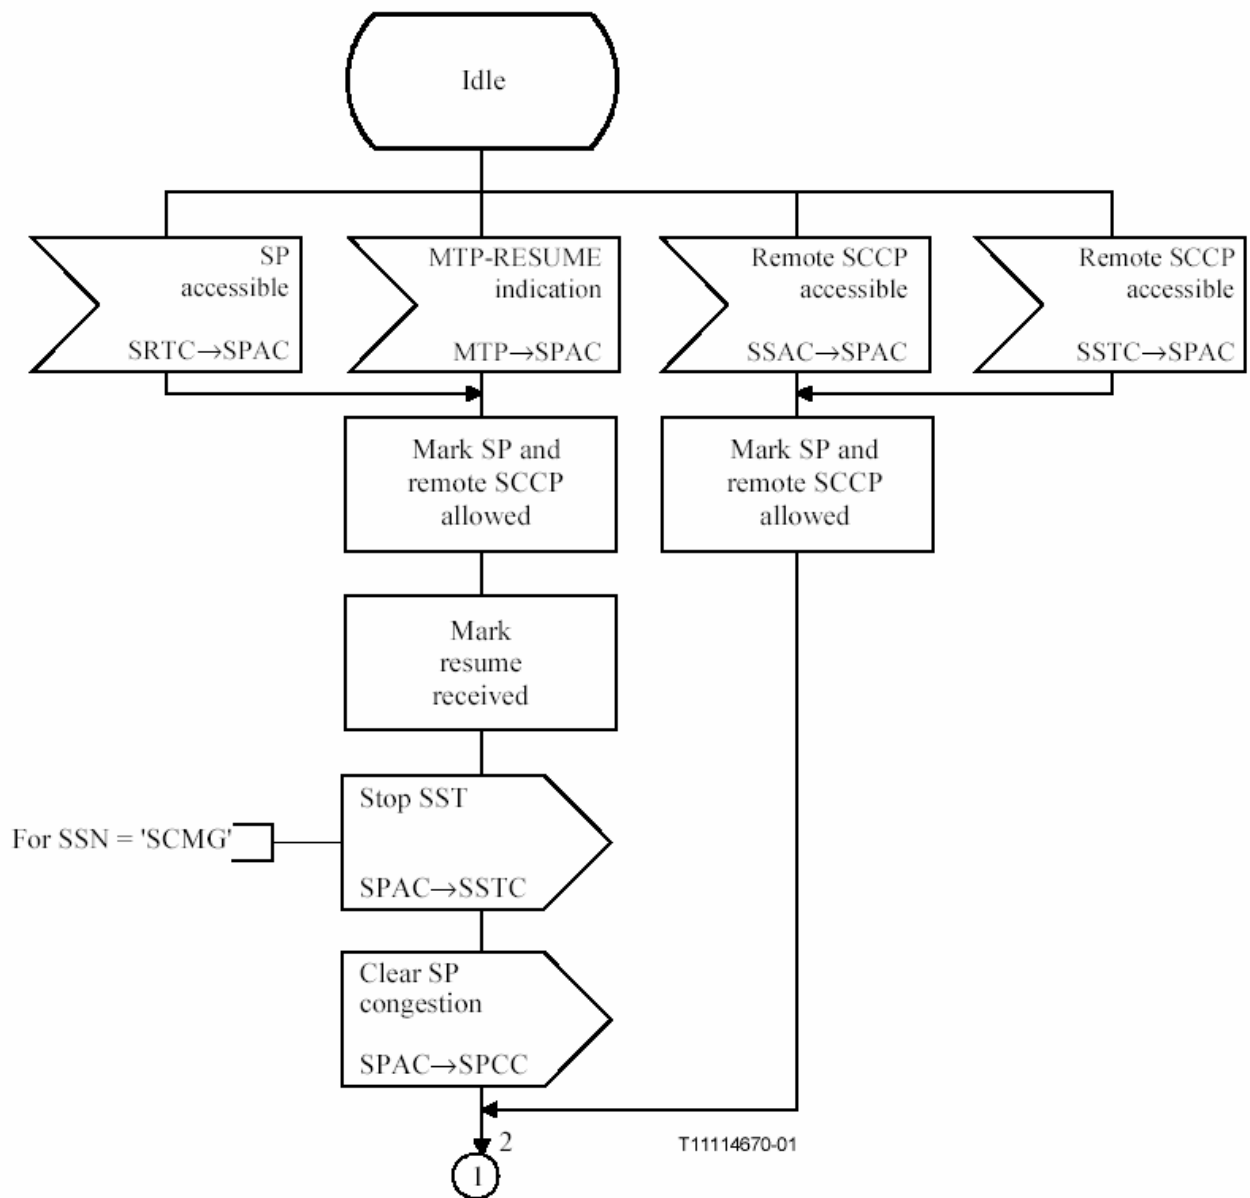 Idle
SP
accessible
SRTC→SPAC
MTP-RESUME
indication
MTP→SPAC
Remote SCCP
accessible
SSAC→SPAC
Remote SCCP
accessible
SSTC→SPAC
Mark SP and
remote SCCP
allowed
Mark SP and
remote SCCP
allowed
Mark
resume
received
Stop SST
For SSN = 'SCMG'
SPAC→SSTC
Clear SP
congestion
SPAC→SPCC
2
T11114670-01
1